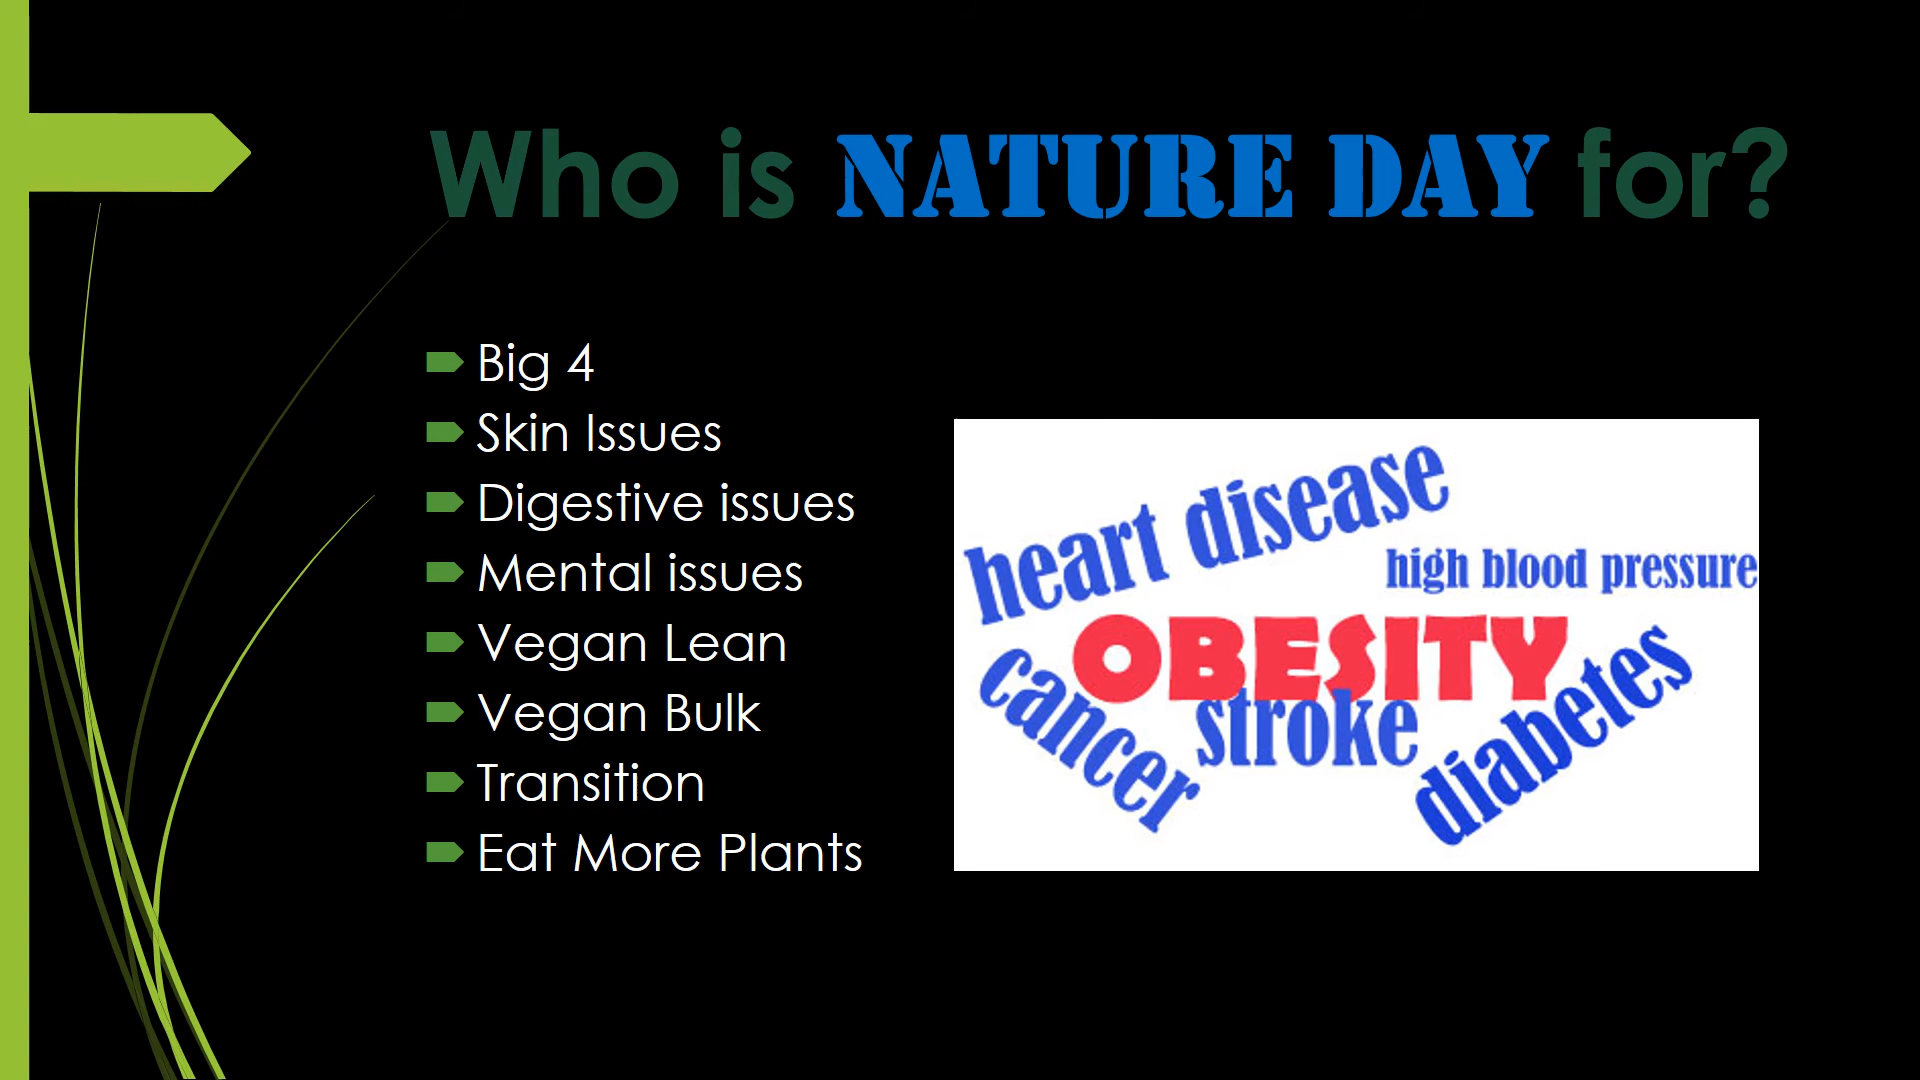 Who is NATURE DAY for?
Big 4
Skin Issues
Digestive issues
Mental issues
Vegan Lean
Vegan Bulk
Transition
Eat More Plants
heart disease
high blood pressure
OBESITY
cancer
stroke
diabetes